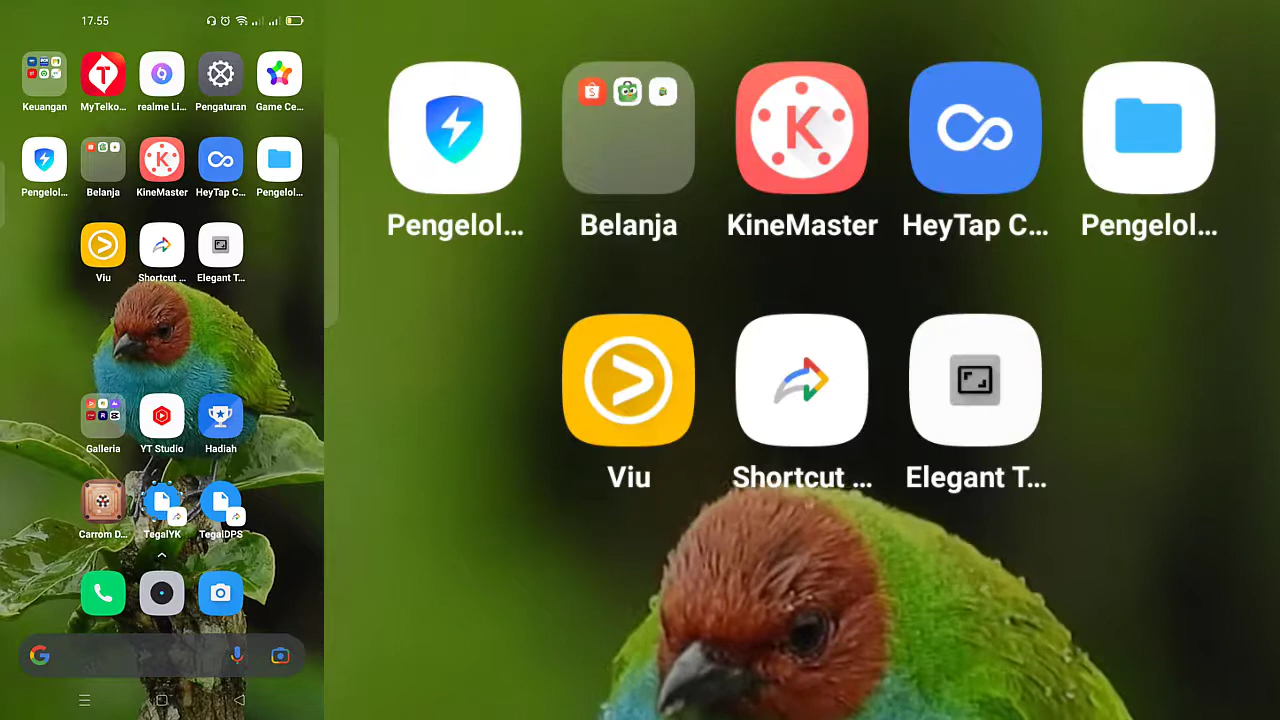 17.55
Keuangan MyTelko... realme Li... Pengaturan Game Ce...
Pengelol... Belanja KineMaster HeyTap C... Pengelol...
Viu Shortcut ... Elegant T...
Galleria YT Studio Hadiah
Carrom D... TegalYK TegalDPS
Pengelol... Belanja KineMaster HeyTap C... Pengelol...
Viu Shortcut ... Elegant T...